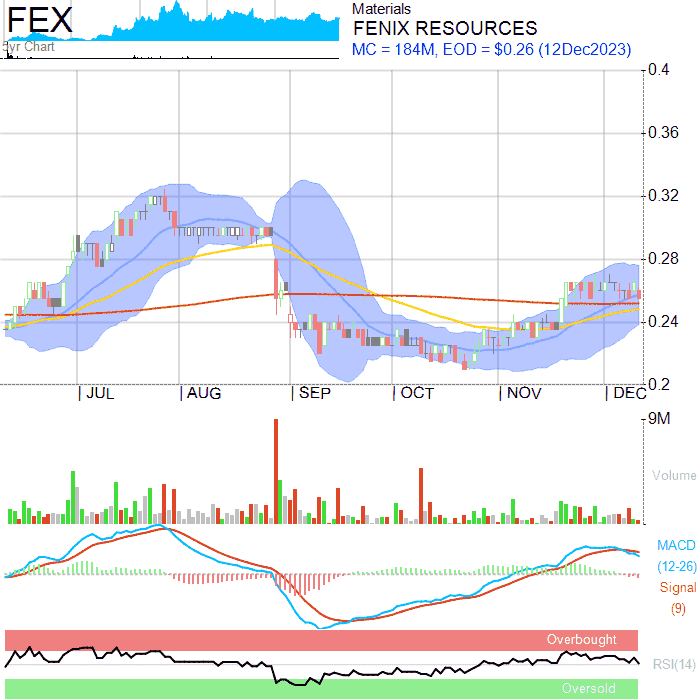 FEX
5yr Chart
Materials
FENIX RESOURCES
MC = 184M, EOD = $0.26 (12Dec2023)
0.4
0.36
0.32
0.28
0.24
0.2
JUL AUG SEP OCT NOV DEC
9M
Volume
MACD
(12-26)
Signal
(9)
Overbought
RSI(14)
Oversold